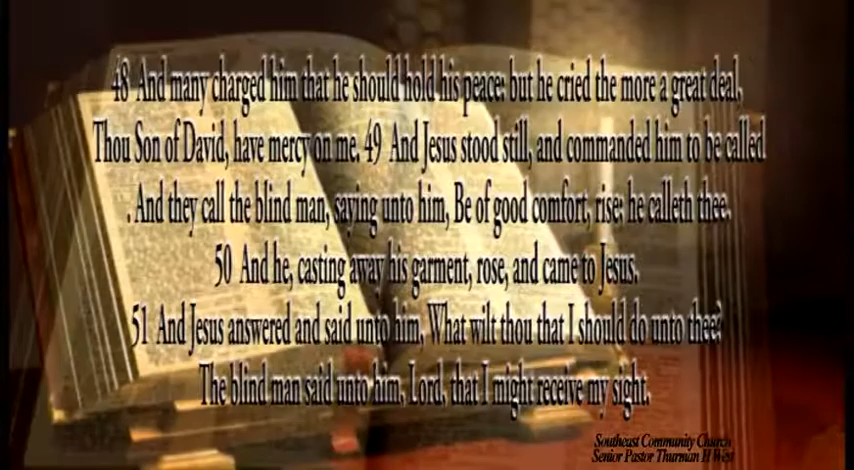 48 And many charged him that he should hold his peace: but he cried the more a great deal,
Thou Son of David, have mercy on me. 49 And Jesus stood still, and commanded him to be called
. And they call the blind man, saying unto him, Be of good comfort, rise; he calleth thee.
50 And he, casting away his garment, rose, and came to Jesus.
51 And Jesus answered and said unto him, What wilt thou that I should do unto thee?
The blind man said unto him, Lord, that I might receive my sight.
Southeast Community Church
Senior Pastor Thurman H West